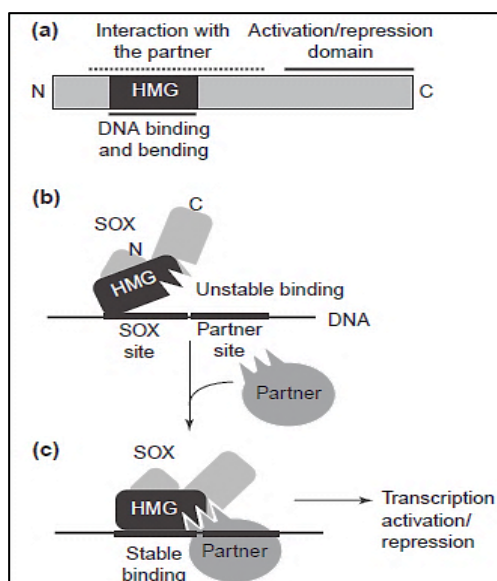 (a)
Interaction with
the partner
Activation/repression
domain
N
HMG
C
DNA binding
and bending
(b)
C
SOX
N
HMG
Unstable binding
DNA
SOX
site
Partner
site
Partner
(c)
SOX
HMG
Transcription
activation/
repression
Stable
binding
Partner